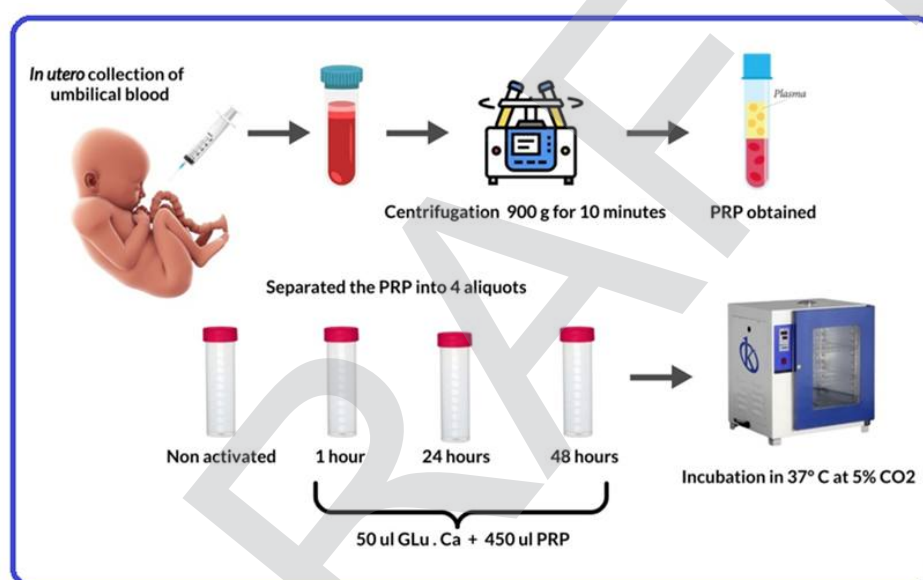 In utero collection of
umbilical blood
Plasma
Centrifugation 900 g for 10 minutes
PRP obtained
Separated the PRP into 4 aliquots
Non activated
1 hour
24 hours
48 hours
Incubation in 37° C at 5% CO2
50 ul GLu . Ca + 450 ul PRP